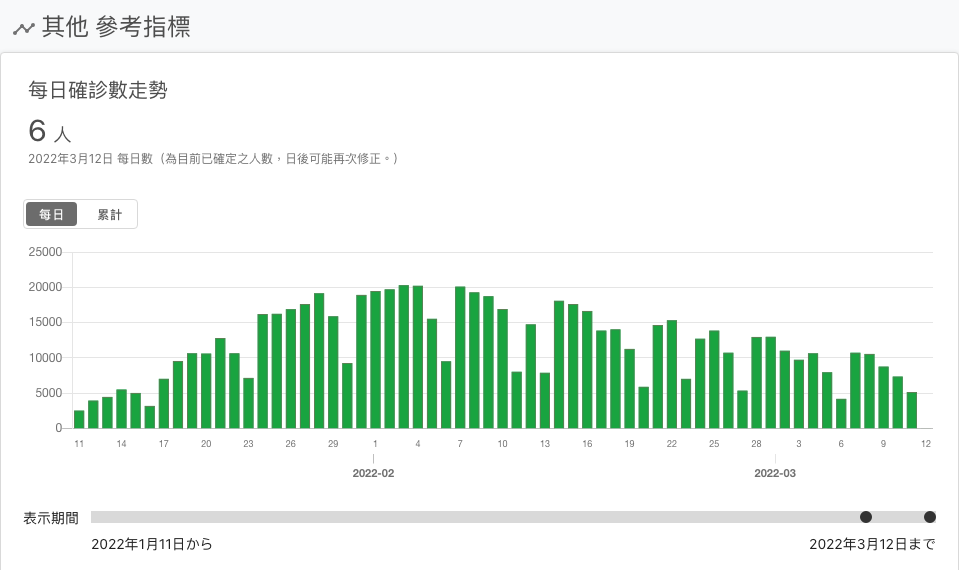 其他 參考指標
每日確診數走勢
6 人
2022年3月12日 每日數（為目前已確定之人數，日後可能再次修正。）
每日 累計
25000
20000
15000
10000
5000
0
11 14 17 20 23 26 29 1 4 7 10 13 16 19 22 25 28 3 6 9 12
2022-02 2022-03
表示期間
2022年1月11日から 2022年3月12日まで